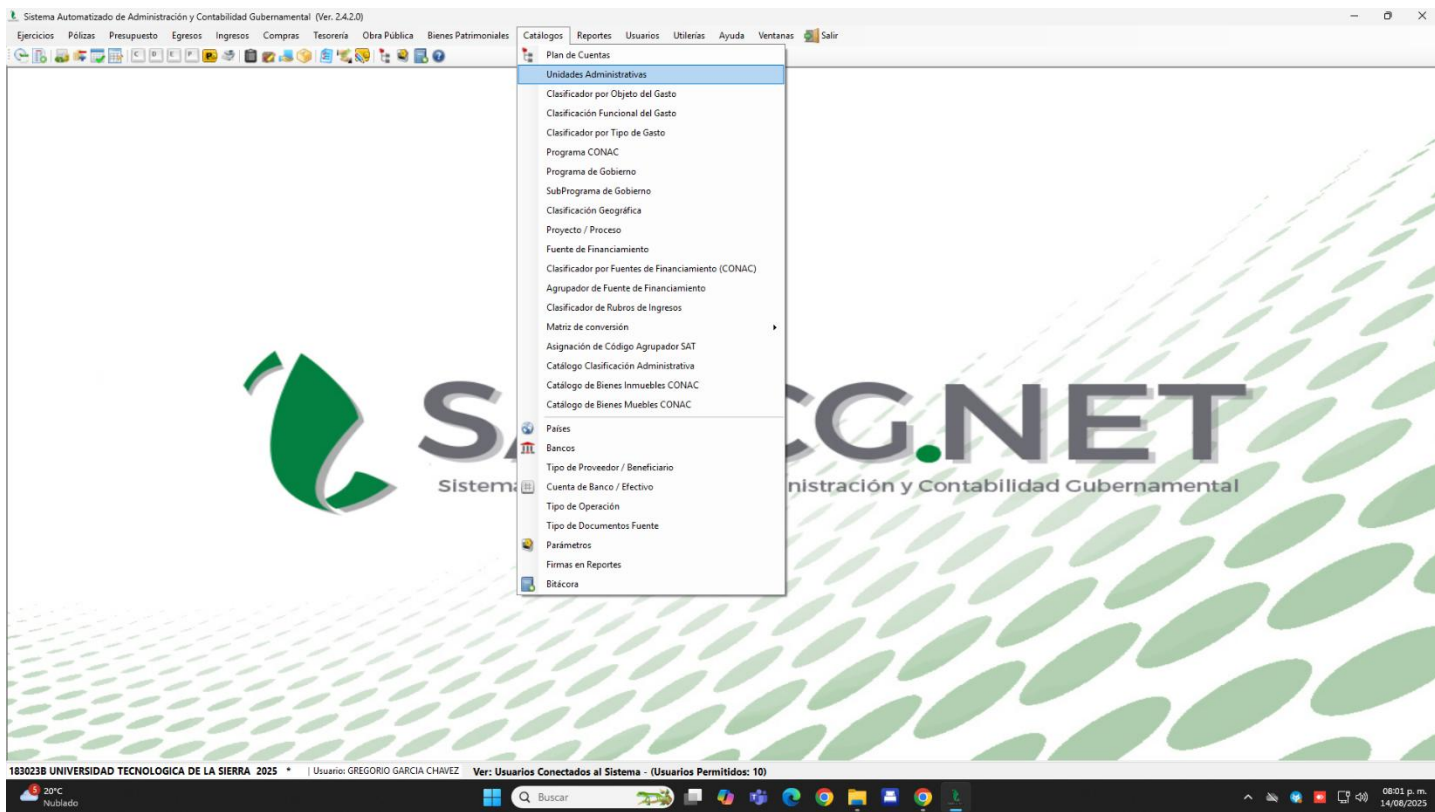 Sistema Automatizado de Administración y Contabilidad Gubernamental (Ver. 2.4.2.0)
Ejercicios Pólizas Presupuesto Egresos Ingresos Compras Tesorería Obra Pública Bienes Patrimoniales Catálogos Reportes Usuarios Utilerías Ayuda Ventanas Salir
C D E P P
Plan de Cuentas
Unidades Administrativas
Clasificador por Objeto del Gasto
Clasificación Funcional del Gasto
Clasificador por Tipo de Gasto
Programa CONAC
Programa de Gobierno
SubPrograma de Gobierno
Clasificación Geográfica
Proyecto / Proceso
Fuente de Financiamiento
Clasificador por Fuentes de Financiamiento (CONAC)
Agrupador de Fuente de Financiamiento
Clasificador de Rubros de Ingresos
Matriz de conversión
Asignación de Código Agrupador SAT
Catálogo Clasificación Administrativa
Catálogo de Bienes Inmuebles CONAC
Catálogo de Bienes Muebles CONAC
Países
Bancos
Tipo de Proveedor / Beneficiario
Cuenta de Banco / Efectivo
Tipo de Operación
Tipo de Documentos Fuente
Parámetros
Firmas en Reportes
Bitácora
S CG.NET
Sistema nistración y Contabilidad Gubernamental
183023B UNIVERSIDAD TECNOLOGICA DE LA SIERRA 2025 * | Usuario: GREGORIO GARCIA CHAVEZ Ver: Usuarios Conectados al Sistema - (Usuarios Permitidos: 10)
5 20°C
Nublado
Buscar
08:01 p. m.
14/08/2025